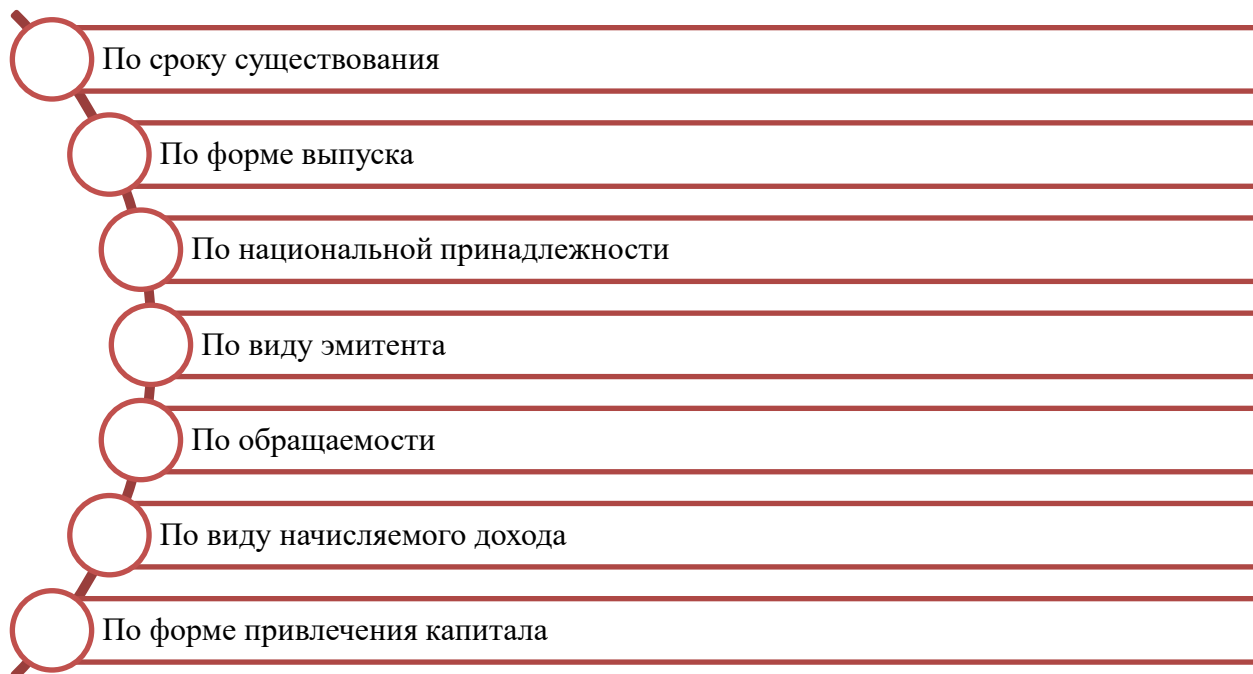 По сроку существования
По форме выпуска
По национальной принадлежности
По виду эмитента
По обращаемости
По виду начисляемого дохода
По форме привлечения капитала